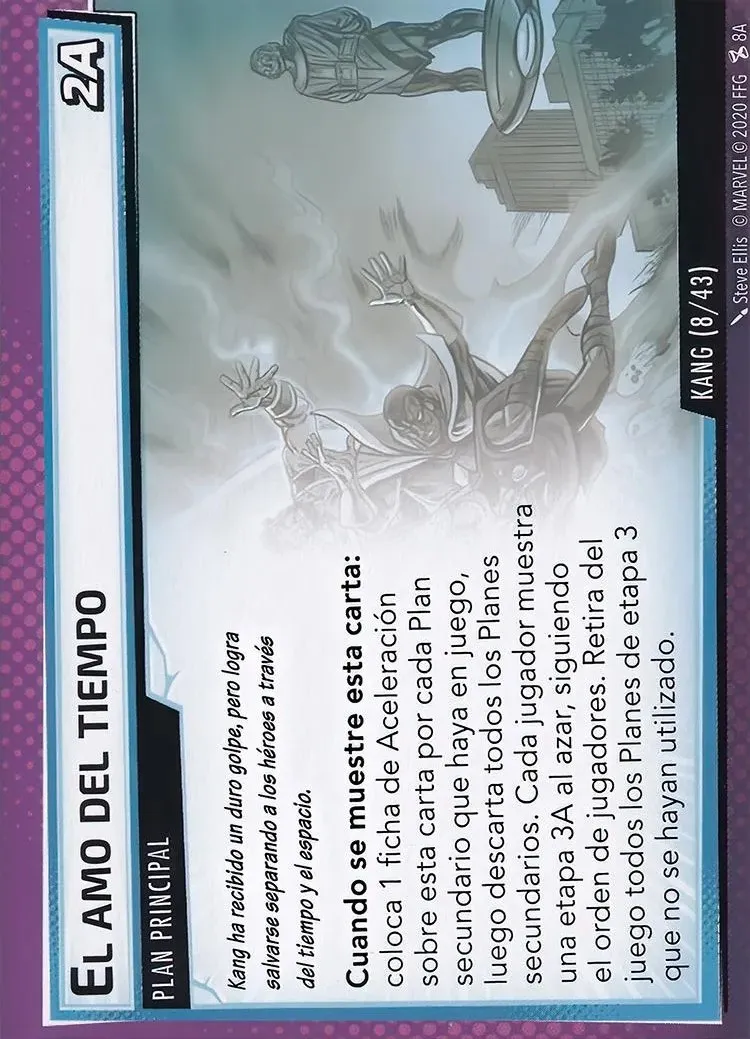 EL AMO DEL TIEMPO
2A
PLAN PRINCIPAL
Kang ha recibido un duro golpe, pero logra
salvarse separando a los héroes a través
del tiempo y el espacio.
Cuando se muestre esta carta:
coloca 1 ficha de Aceleración
sobre esta carta por cada Plan
secundario que haya en juego,
luego descarta todos los Planes
secundarios. Cada jugador muestra
una etapa 3A al azar, siguiendo
el orden de jugadores. Retira del
juego todos los Planes de etapa 3
que no se hayan utilizado.
KANG (8/43)
Steve Ellis © MARVEL © 2020 FFG 8A